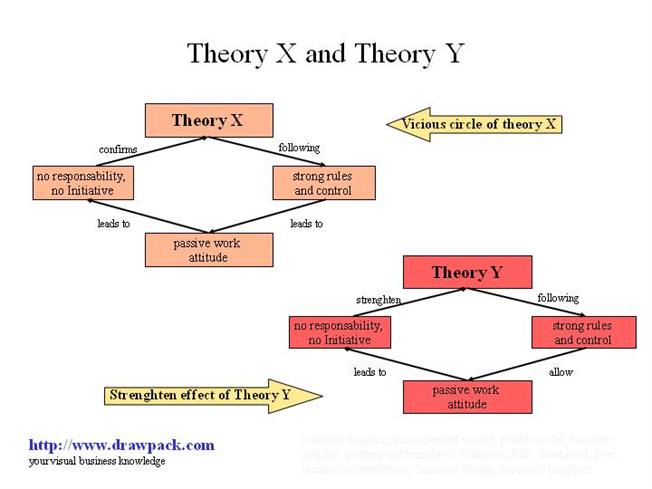 Theory X and Theory Y
Theory X
Vicious circle of theory X
confirms
following
no responsability,
no Initiative
strong rules
and control
leads to
leads to
passive work
attitude
Theory Y
strenghten
following
no responsability,
no Initiative
strong rules
and control
leads to
allow
passive work
attitude
Strenghten effect of Theory Y
http://www.drawpack.com
your visual business knowledge
business diagram, management model, profit model, business
graphic, powerpoint templates, business slide, download, free,
business presentation, business design, business template